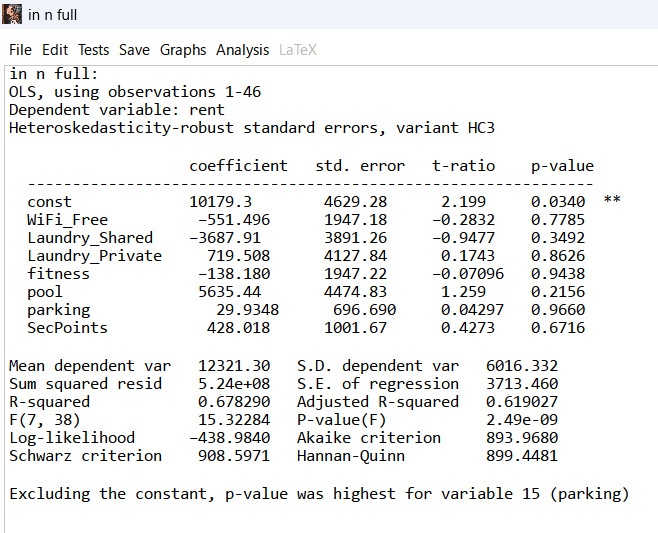 in n full
File Edit Tests Save Graphs Analysis LaTeX
in n full:
OLS, using observations 1-46
Dependent variable: rent
Heteroskedasticity-robust standard errors, variant HC3
coefficient std. error t-ratio p-value
---------------------------------------------------------------
const 10179.3 4629.28 2.199 0.0340 **
WiFi_Free −551.496 1947.18 −0.2832 0.7785
Laundry_Shared −3687.91 3891.26 −0.9477 0.3492
Laundry_Private 719.508 4127.84 0.1743 0.8626
fitness −138.180 1947.22 −0.07096 0.9438
pool 5635.44 4474.83 1.259 0.2156
parking 29.9348 696.690 0.04297 0.9660
SecPoints 428.018 1001.67 0.4273 0.6716
Mean dependent var 12321.30 S.D. dependent var 6016.332
Sum squared resid 5.24e+08 S.E. of regression 3713.460
R-squared 0.678290 Adjusted R-squared 0.619027
F(7, 38) 15.32284 P-value(F) 2.49e-09
Log-likelihood −438.9840 Akaike criterion 893.9680
Schwarz criterion 908.5971 Hannan-Quinn 899.4481
Excluding the constant, p-value was highest for variable 15 (parking)